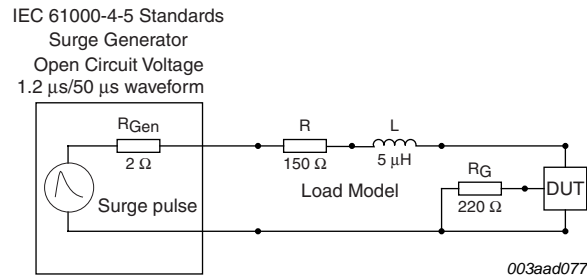 IEC 61000-4-5 Standards
Surge Generator
Open Circuit Voltage
1.2 μs/50 μs waveform
RGen
2 Ω
Surge pulse
R
150 Ω
L
5 μH
Load Model
RG
220 Ω
DUT
003aad077